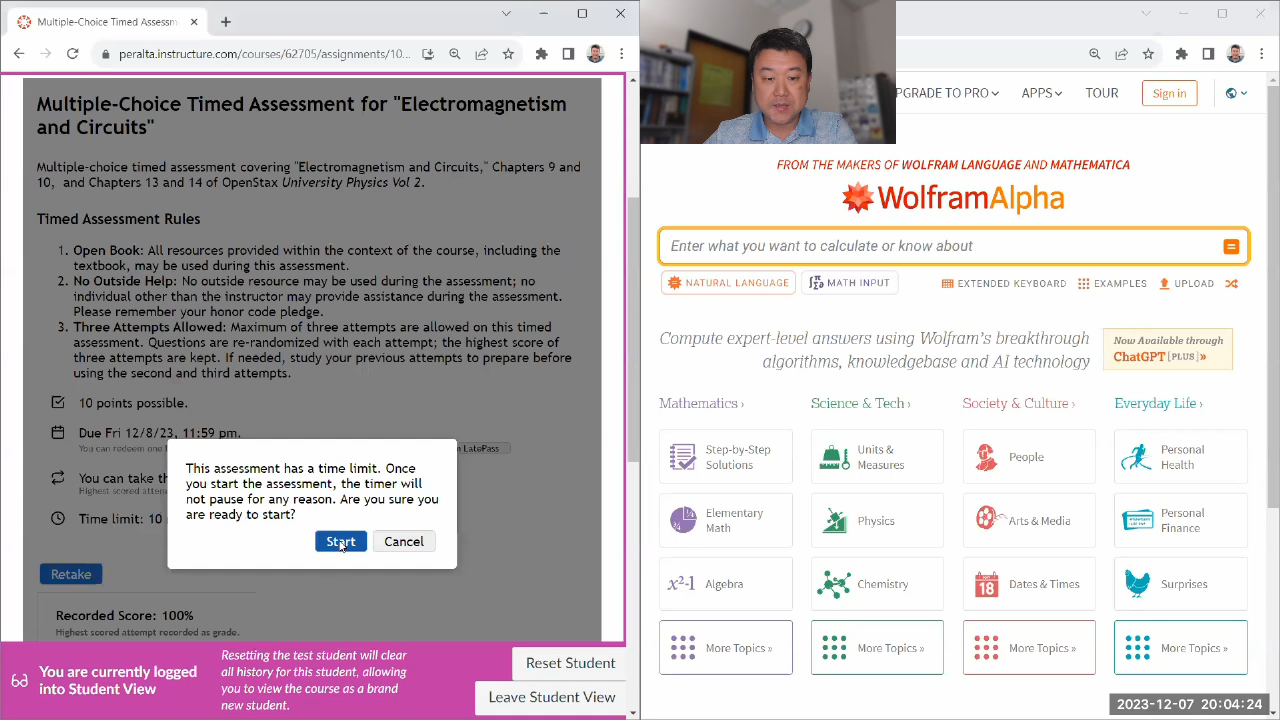 Multiple-Choice Timed Assessm
peralta.instructure.com/courses/62705/assignments/10...
Multiple-Choice Timed Assessment for "Electromagnetism
and Circuits"
Multiple-choice timed assessment covering "Electromagnetism and Circuits," Chapters 9 and
10, and Chapters 13 and 14 of OpenStax University Physics Vol 2.
Timed Assessment Rules
1. Open Book: All resources provided within the context of the course, including the
textbook, may be used during this assessment.
2. No Outside Help: No outside resource may be used during the assessment; no
individual other than the instructor may provide assistance during the assessment.
Please remember your honor code pledge.
3. Three Attempts Allowed: Maximum of three attempts are allowed on this timed
assessment. Questions are re-randomized with each attempt; the highest score of
three attempts are kept. If needed, study your previous attempts to prepare before
using the second and third attempts.
10 points possible.
Due Fri 12/8/23, 11:59 pm.
You can redeem one
LatePass
You can take th
Highest scored attem
Time limit: 10
This assessment has a time limit. Once
you start the assessment, the timer will
not pause for any reason. Are you sure you
are ready to start?
Start
Cancel
Retake
Recorded Score: 100%
Highest scored attempt recorded as grade.
You are currently logged
into Student View
Resetting the test student will clear
all history for this student, allowing
you to view the course as a brand
new student.
Reset Student
Leave Student View
PGRADE TO PRO
APPS
TOUR
Sign in
FROM THE MAKERS OF WOLFRAM LANGUAGE AND MATHEMATICA
WolframAlpha
Enter what you want to calculate or know about
NATURAL LANGUAGE
MATH INPUT
EXTENDED KEYBOARD
EXAMPLES
UPLOAD
Compute expert-level answers using Wolfram's breakthrough
algorithms, knowledgebase and AI technology
Now Available through
ChatGPT [PLUS] »
Mathematics ›
Science & Tech ›
Society & Culture ›
Everyday Life ›
Step-by-Step
Solutions
Units &
Measures
People
Personal
Health
Elementary
Math
Physics
Arts & Media
Personal
Finance
x²-1
Algebra
Chemistry
18
Dates & Times
Surprises
More Topics »
More Topics »
More Topics »
More Topics »
2023-12-07 20:04:24